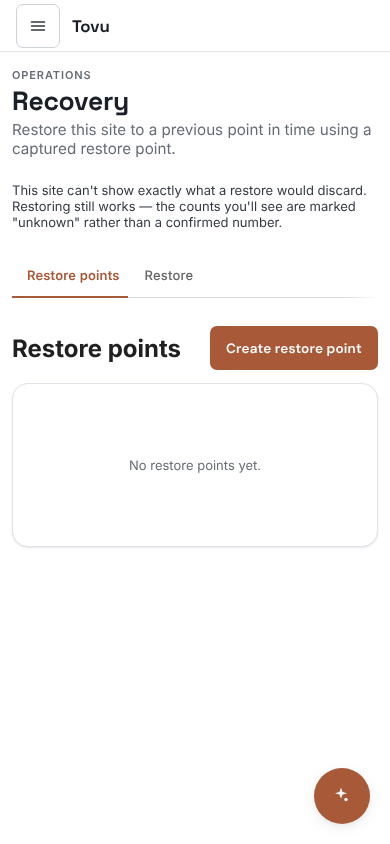 Tovu
OPERATIONS
Recovery
Restore this site to a previous point in time using a
captured restore point.
This site can't show exactly what a restore would discard.
Restoring still works — the counts you'll see are marked
"unknown" rather than a confirmed number.
Restore points
Restore
Restore points
Create restore point
No restore points yet.